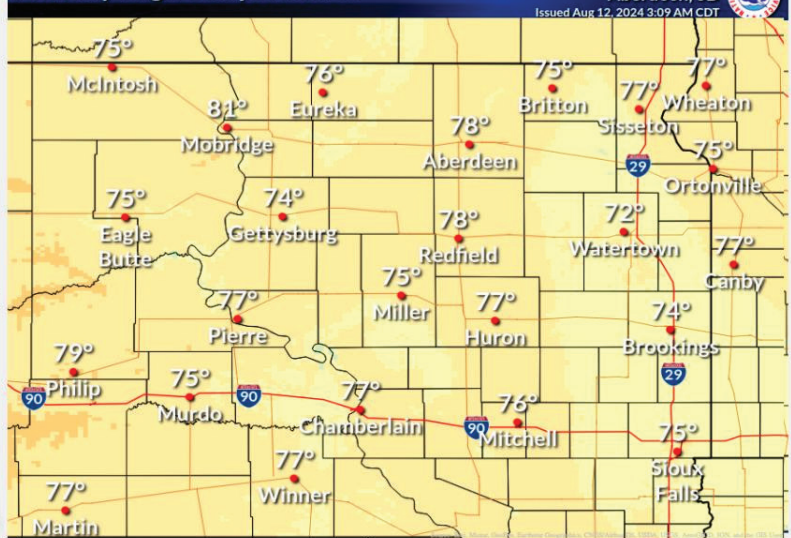 Issued Aug 12, 2024 3:09 AM CDT
75°
McIntosh
76°
Eureka
75°
Britton
77°
Sisseton
77°
Wheaton
81°
Mobridge
78°
Aberdeen
29
75°
Ortonville
75°
Eagle
Butte
74°
Gettysburg
78°
Redfield
72°
Watertown
77°
Canby
77°
Pierre
75°
Miller
77°
Huron
74°
Brookings
79°
Philip
90
75°
Murdo
90
77°
Chamberlain
90
76°
Mitchell
29
75°
Sioux
Falls
77°
Martin
77°
Winner